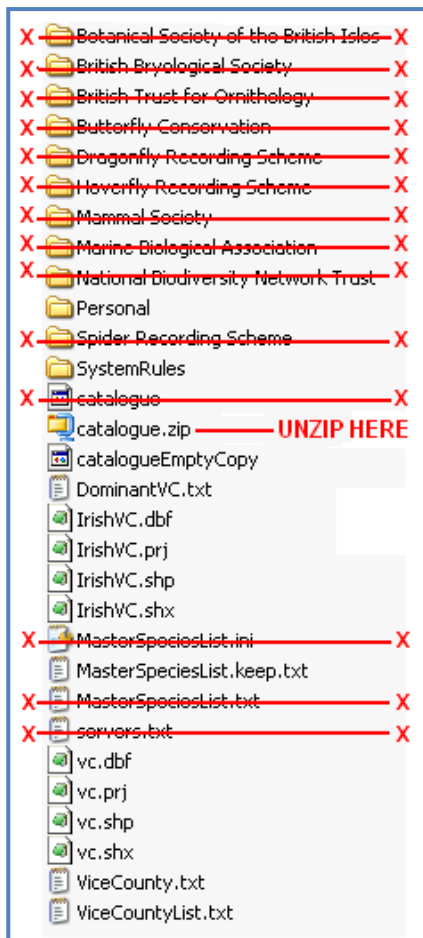 X Botanical Society of the British Isles X
X British Bryological Society X
X British Trust for Ornithology X
X Butterfly Conservation X
X Dragonfly Recording Scheme X
X Hoverfly Recording Scheme X
X Mammal Society X
X Marine Biological Association X
X National Biodiversity Network Trust X
Personal
X Spider Recording Scheme X
SystemRules
X catalogue X
catalogue.zip UNZIP HERE
catalogueEmptyCopy
DominantVC.txt
IrishVC.dbf
IrishVC.prj
IrishVC.shp
IrishVC.shx
X MasterSpeciesList.ini X
MasterSpeciesList.keep.txt
X MasterSpeciesList.txt X
X servers.txt X
vc.dbf
vc.prj
vc.shp
vc.shx
ViceCounty.txt
ViceCountyList.txt